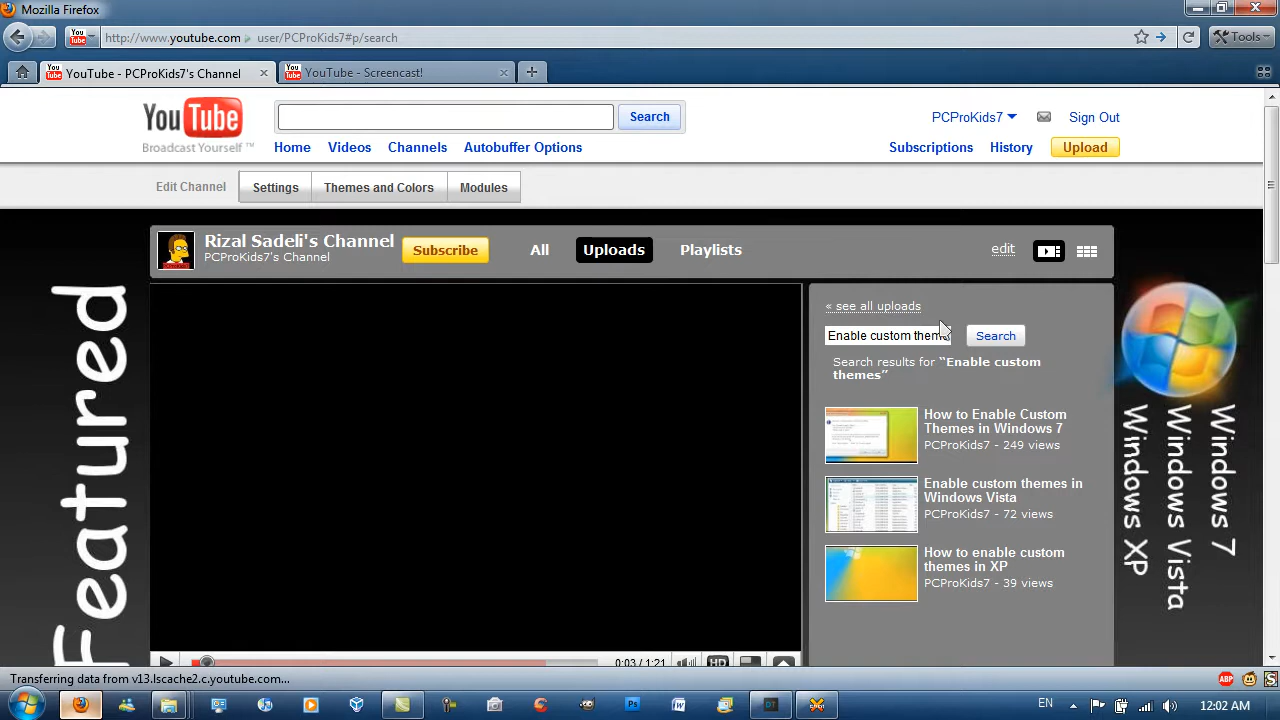 Mozilla Firefox
http://www.youtube.com ▸ user/PCProKids7#p/search
Tools
YouTube - PCProKids7's Channel
YouTube - Screencast!
YouTube
Broadcast Yourself ™
Search
PCProKids7
Sign Out
Home
Videos
Channels
Autobuffer Options
Subscriptions
History
Upload
Edit Channel
Settings
Themes and Colors
Modules
Rizal Sadeli's Channel
PCProKids7's Channel
Subscribe
All
Uploads
Playlists
edit
« see all uploads
Enable custom them
Search
Search results for “Enable custom
themes”
How to Enable Custom
Themes in Windows 7
PCProKids7 - 249 views
Enable custom themes in
Windows Vista
PCProKids7 - 72 views
How to enable custom
themes in XP
PCProKids7 - 39 views
Featured
Windows 7
Windows Vista
Windows XP
0:03 / 1:21
HD
Transferring data from v13.lscache2.c.youtube.com...
ABP
EN
12:02 AM